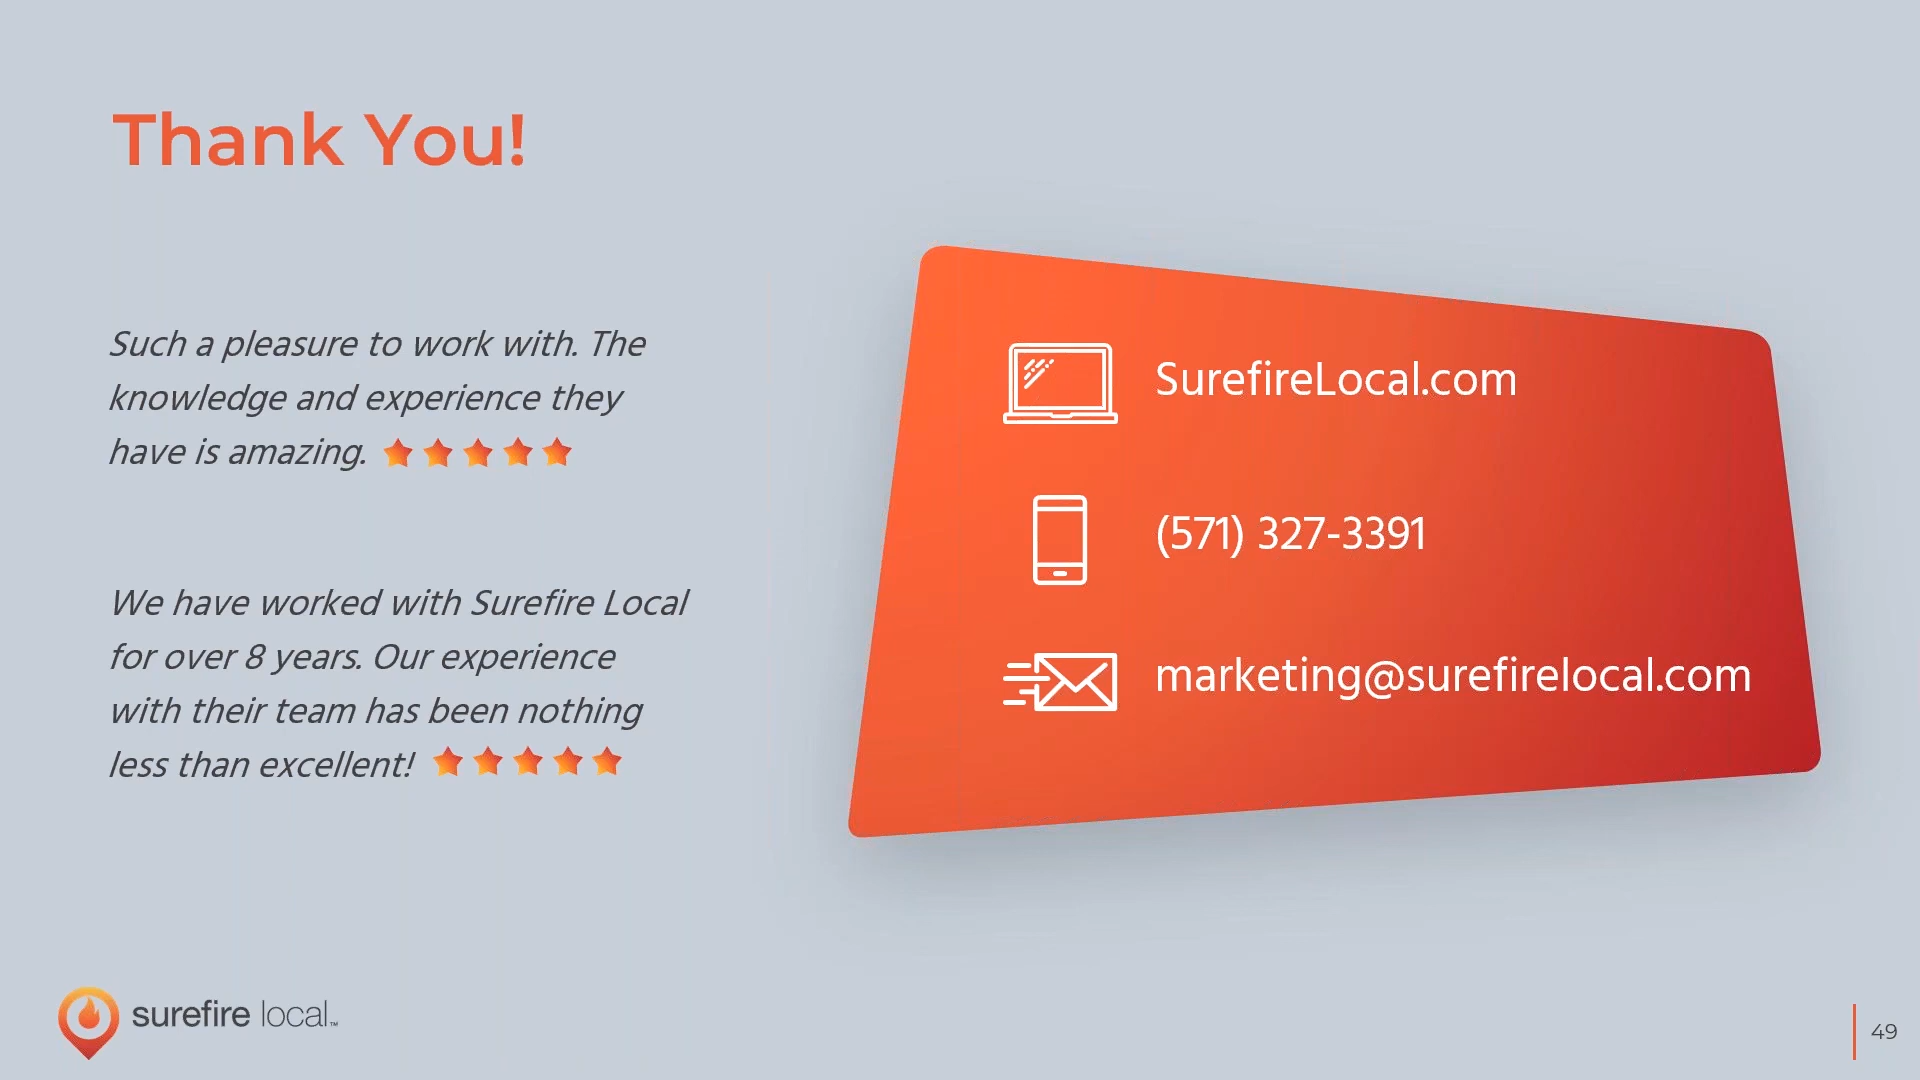 Thank You!
Such a pleasure to work with. The
knowledge and experience they
have is amazing.
We have worked with Surefire Local
for over 8 years. Our experience
with their team has been nothing
less than excellent!
SurefireLocal.com
(571) 327-3391
marketing@surefirelocal.com
surefire local™
49